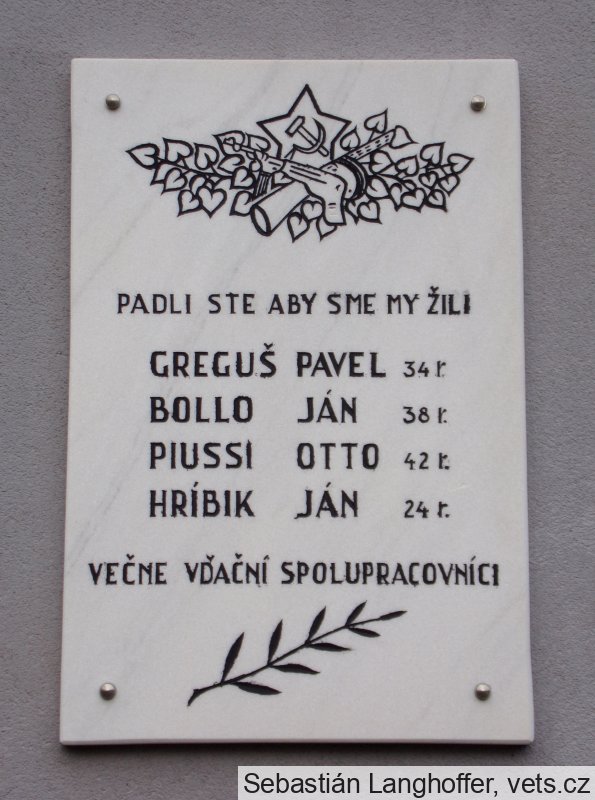 PADLI STE ABY SME MY ŽILI
GREGUŠ PAVEL 34 r.
BOLLO JÁN 38 r.
PIUSSI OTTO 42 r.
HRÍBIK JÁN 24 r.
VEČNE VĎAČNÍ SPOLUPRACOVNÍCI
Sebastián Langhoffer, vets.cz